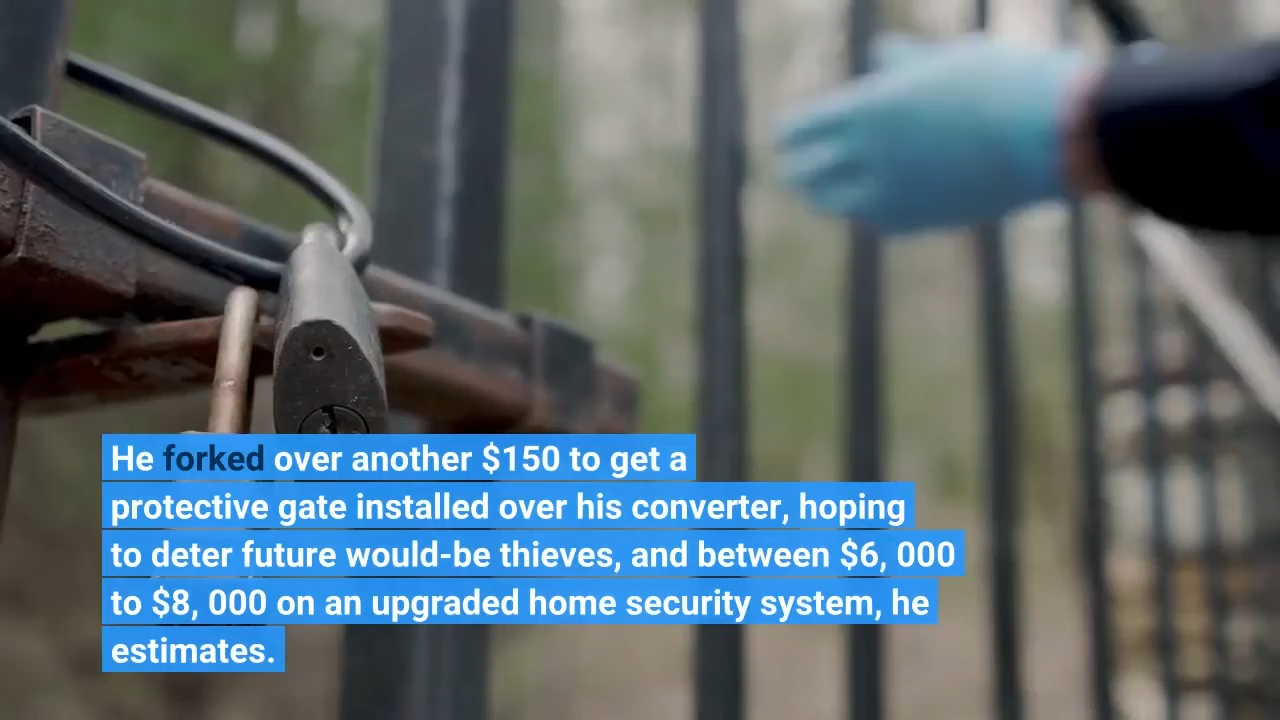 He forked over another $150 to get a
protective gate installed over his converter, hoping
to deter future would-be thieves, and between $6, 000
to $8, 000 on an upgraded home security system, he
estimates.